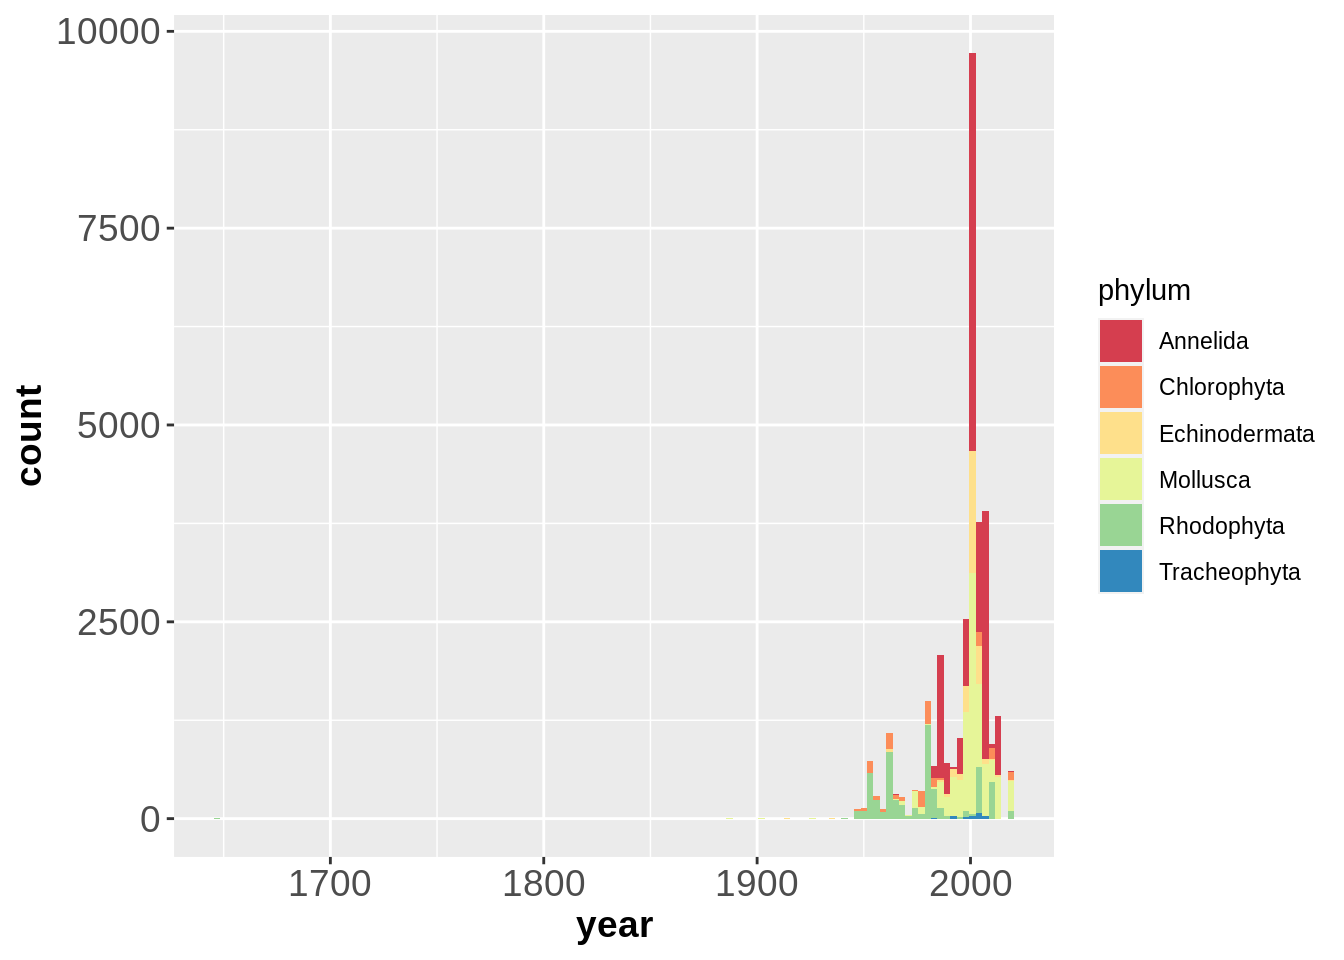 10000
7500
5000
2500
0
count
1700 1800 1900 2000
year
phylum
Annelida
Chlorophyta
Echinodermata
Mollusca
Rhodophyta
Tracheophyta